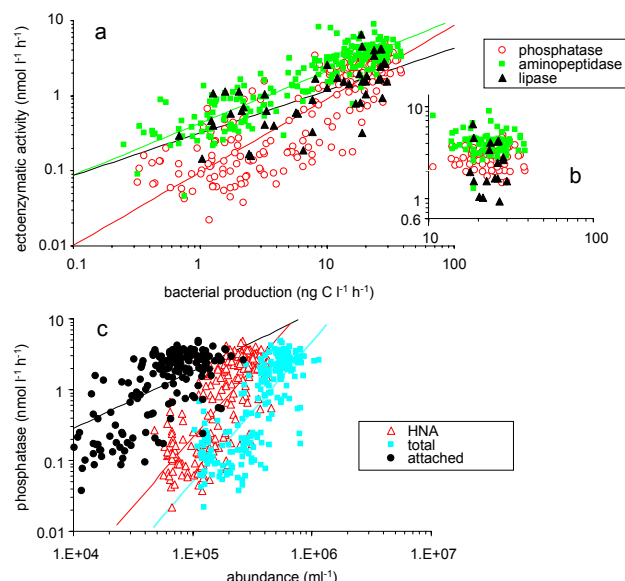 a
ectoenzymatic activity (nmol l⁻¹ h⁻¹)
10
1
0.1
0.01
0.1
1
10
100
bacterial production (ng C l⁻¹ h⁻¹)
phosphatase
aminopeptidase
lipase
b
10
1
0.6
10
100
c
phosphatase (nmol l⁻¹ h⁻¹)
10
1
0.1
0.01
1.E+04
1.E+05
1.E+06
1.E+07
abundance (ml⁻¹)
HNA
total
attached